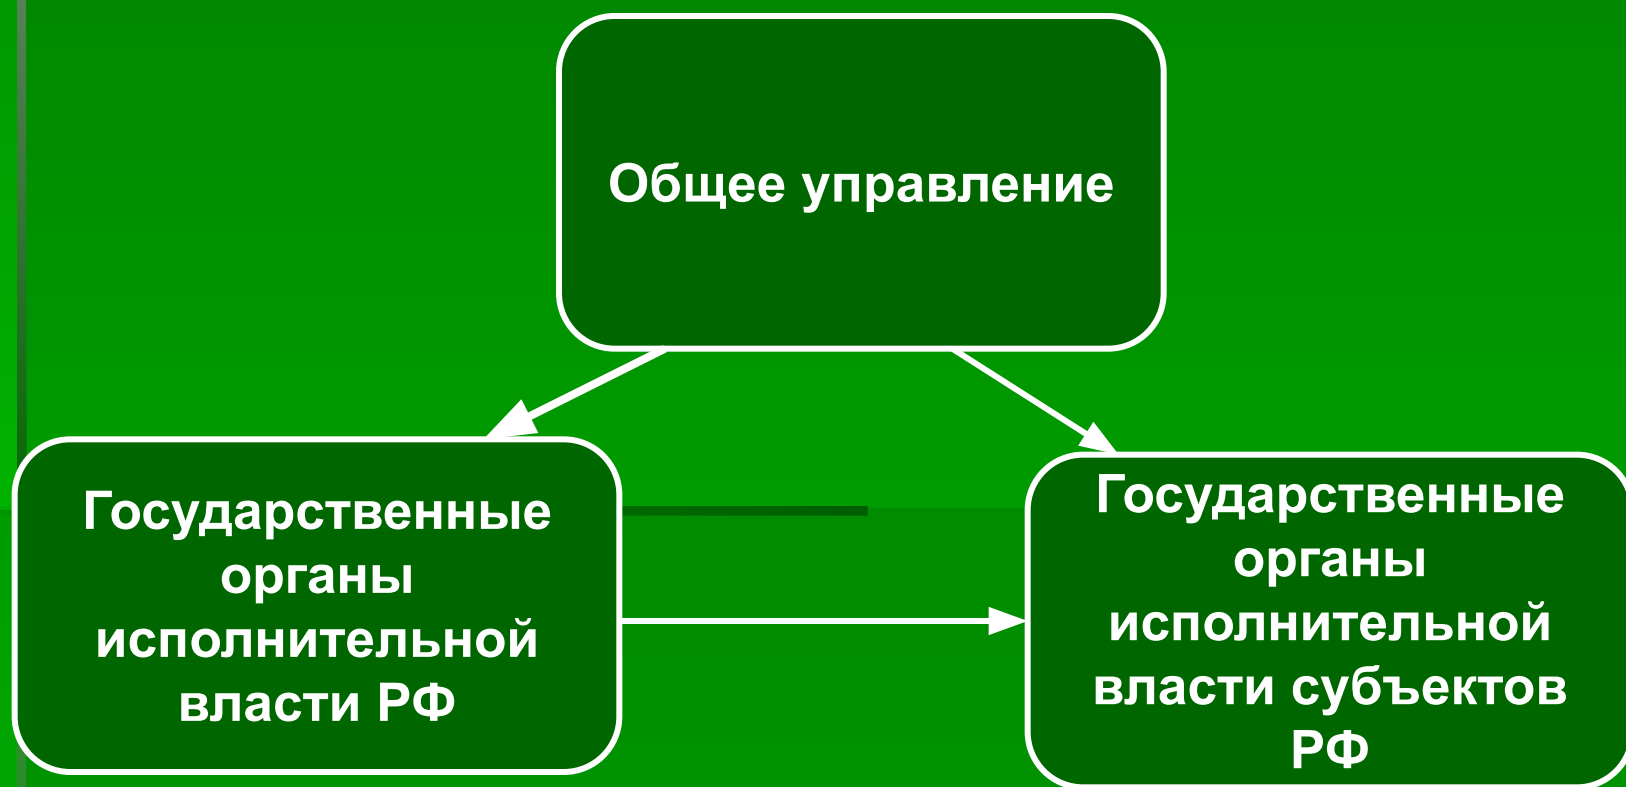 Общее управление
Государственные
органы
исполнительной
власти РФ
Государственные
органы
исполнительной
власти субъектов
РФ